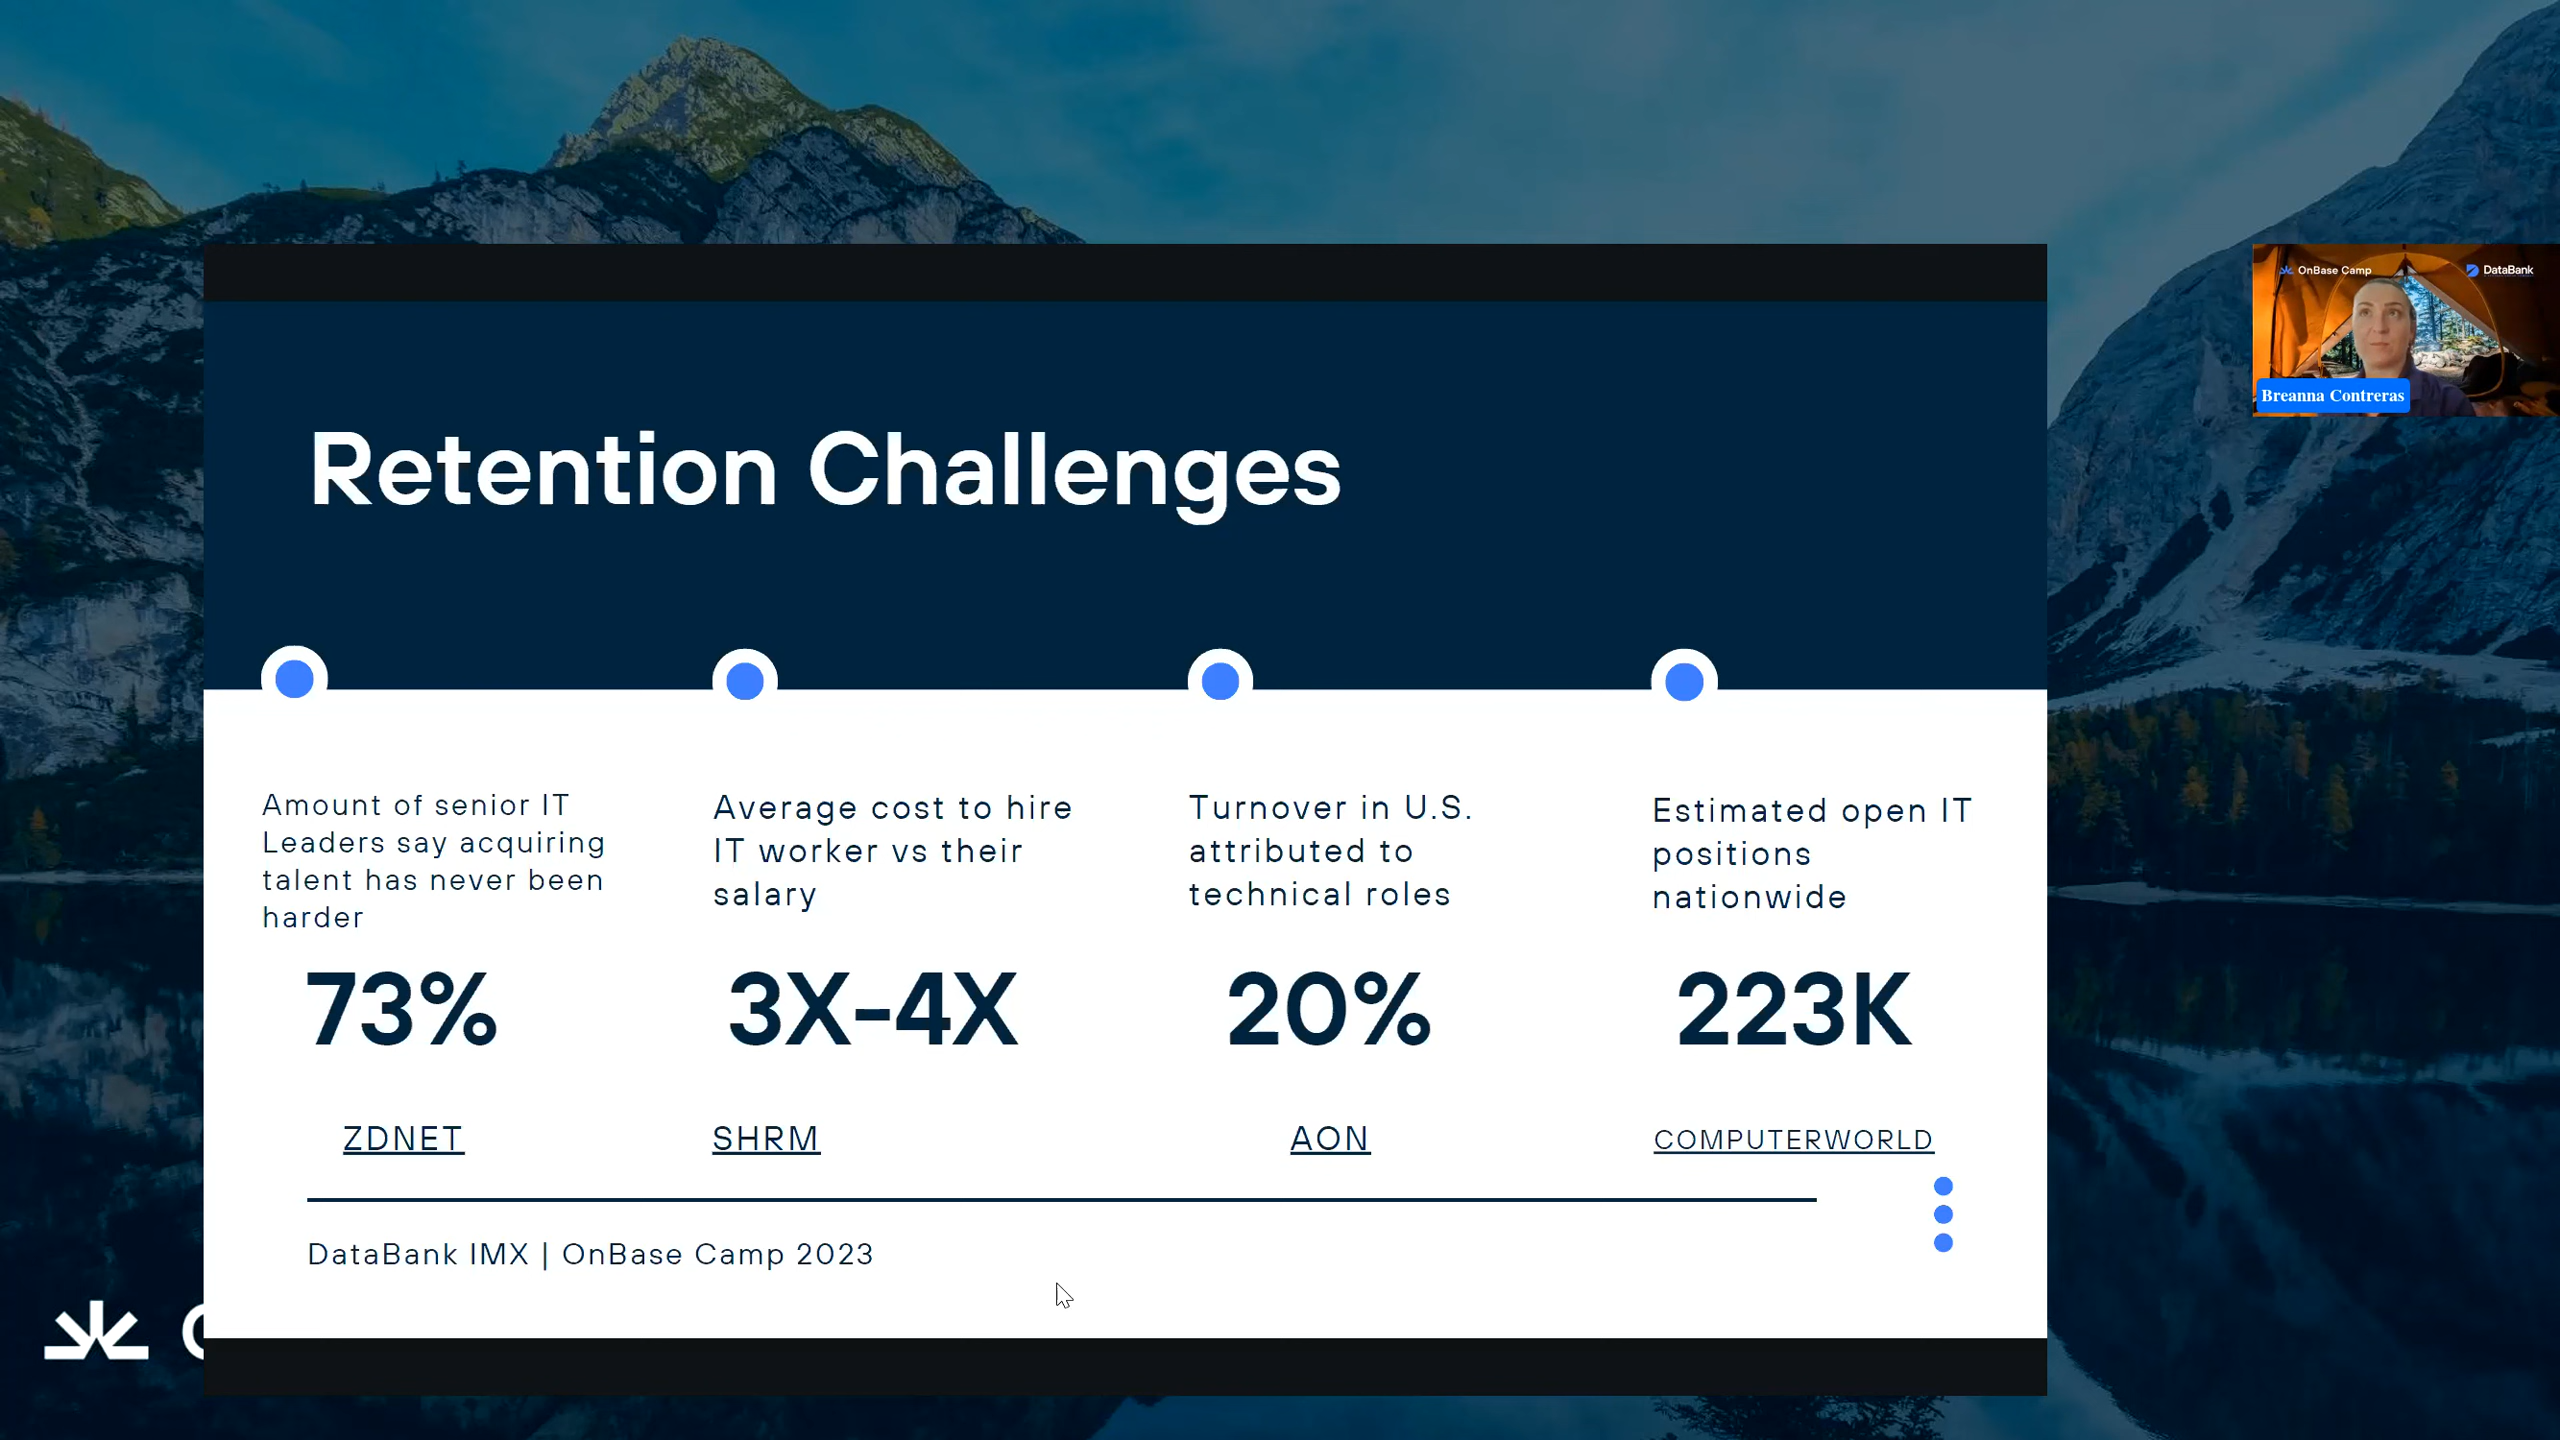 OnBase Camp
DataBank
Breanna Contreras
Retention Challenges
Amount of senior IT
Leaders say acquiring
talent has never been
harder
73%
ZDNET
Average cost to hire
IT worker vs their
salary
3X-4X
SHRM
Turnover in U.S.
attributed to
technical roles
20%
AON
Estimated open IT
positions
nationwide
223K
COMPUTERWORLD
DataBank IMX | OnBase Camp 2023